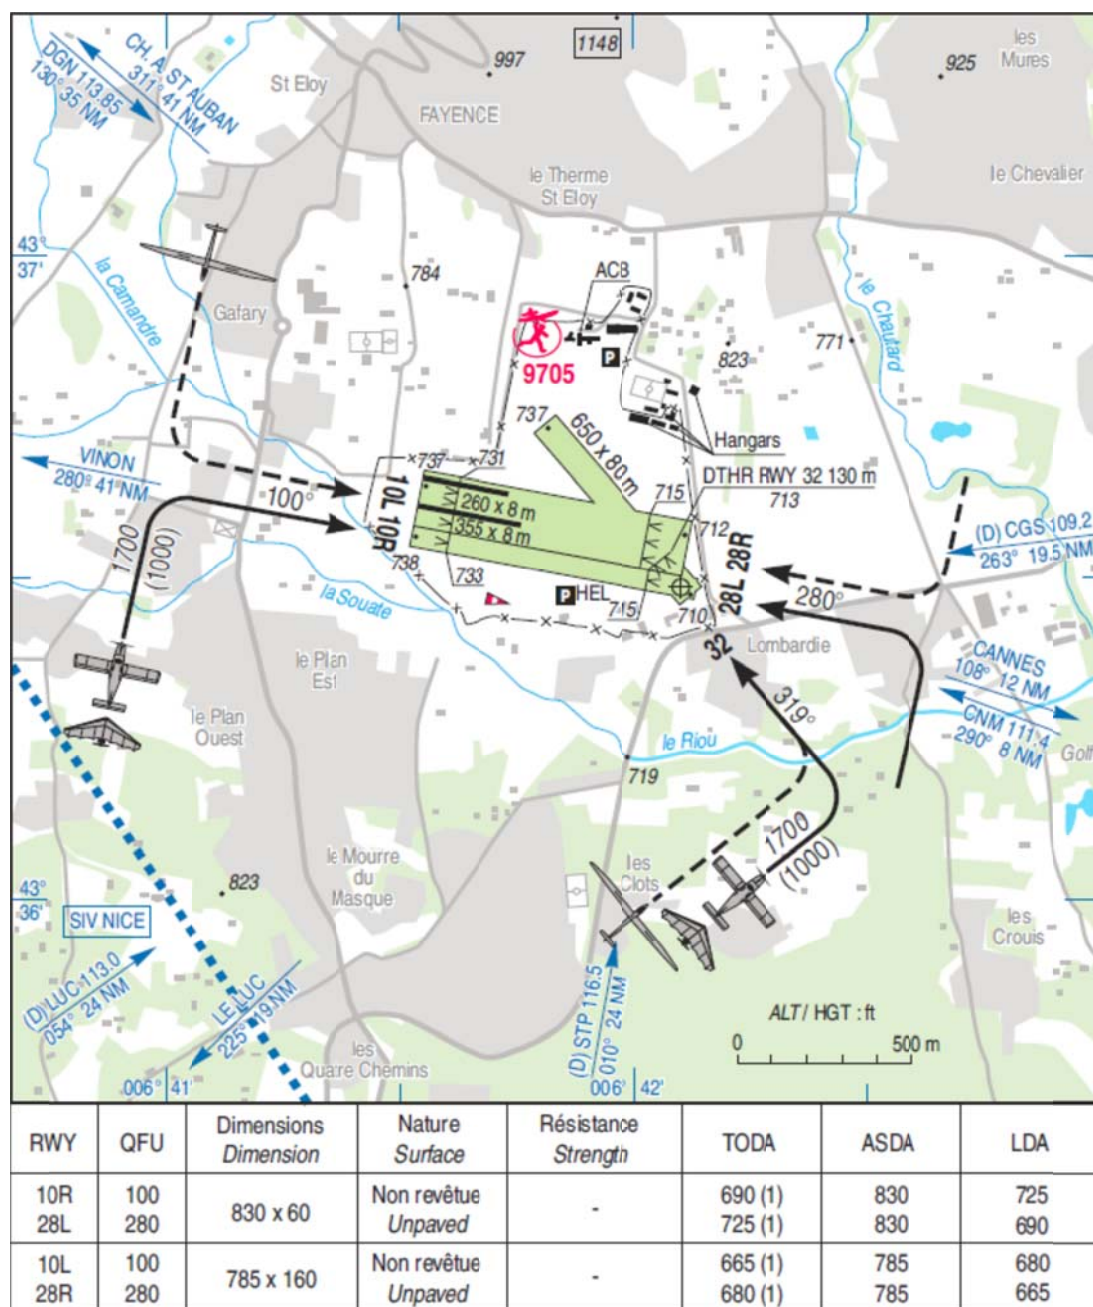 1148
les
Mures
925
997
CH. A. ST AUBAN
311° 41 NM
DGN 113.85
130° 35 NM
St Eloy
FAYENCE
le Therme
St Eloy
le Chevalier
43°
37'
la Camandre
784
ACB
le Chautard
Gafary
9705
P
823
771
737
650 x 80 m
Hangars
VINON
280° 41 NM
737
731
DTHR RWY 32 130 m
715
713
100°
10L
10R
260 x 8 m
355 x 8 m
712
28L
28R
(D) CGS 109.2
263° 19.5 NM
1700
(1000)
738
733
la Souate
P
HEL
715
710
280°
32
Lombardie
CANNES
108° 12 NM
CNM 111.4
290° 8 NM
le Plan
Est
319°
le Plan
Ouest
le Riou
Golf
719
1700
(1000)
le Mourre
du
Masque
les
Clots
43°
36'
823
SIV NICE
les
Crouis
(D) LUC 113.0
054° 24 NM
LE LUC
225° 19 NM
(D) STP 116.5
010° 24 NM
ALT / HGT : ft
0 500 m
les
Quatre Chemins
006° 41'
006° 42'
RWY QFU Dimensions Nature Résistance TODA ASDA LDA
Dimension Surface Strength
10R 100 830 x 60 Non revêtue - 690 (1) 830 725
28L 280 Unpaved 725 (1) 830 690
10L 100 785 x 160 Non revêtue - 665 (1) 785 680
28R 280 Unpaved 680 (1) 785 665